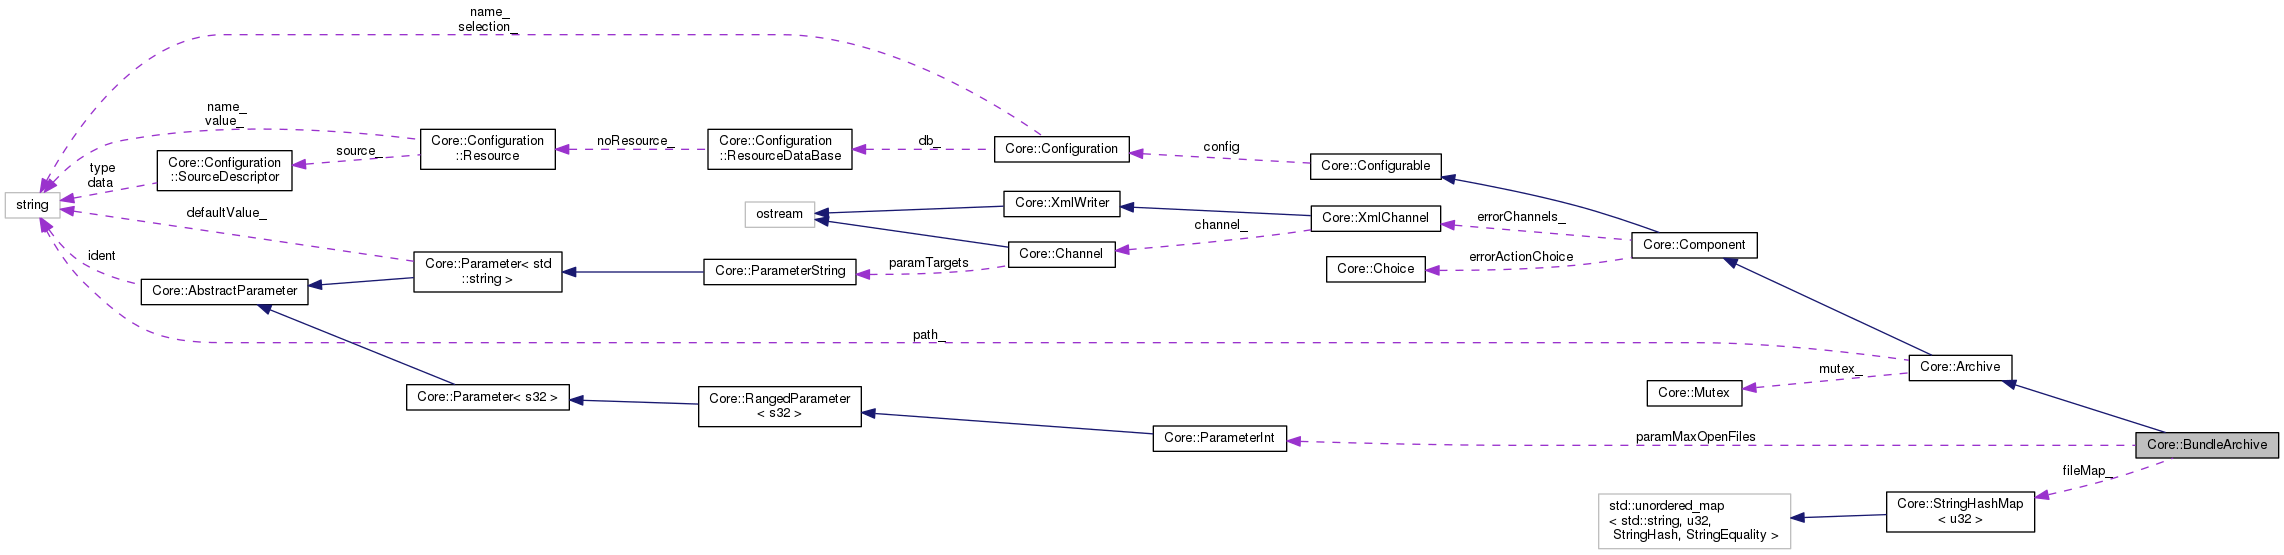 name_
selection_
name_
value_
Core::Configuration
::Resource
noResource_
Core::Configuration
::ResourceDataBase
db_
Core::Configuration
config
Core::Configurable
source_
Core::Configuration
::SourceDescriptor
type
data
string
defaultValue_
ostream
Core::XmlWriter
Core::XmlChannel
errorChannels_
channel_
Core::Component
Core::Channel
paramTargets
errorActionChoice
Core::Choice
ident
Core::AbstractParameter
Core::Parameter< std
::string >
Core::ParameterString
path_
Core::Archive
mutex_
Core::Mutex
Core::Parameter< s32 >
Core::RangedParameter
< s32 >
Core::ParameterInt
paramMaxOpenFiles
Core::BundleArchive
fileMap_
std::unordered_map
< std::string, u32,
StringHash, StringEquality >
Core::StringHashMap
< u32 >